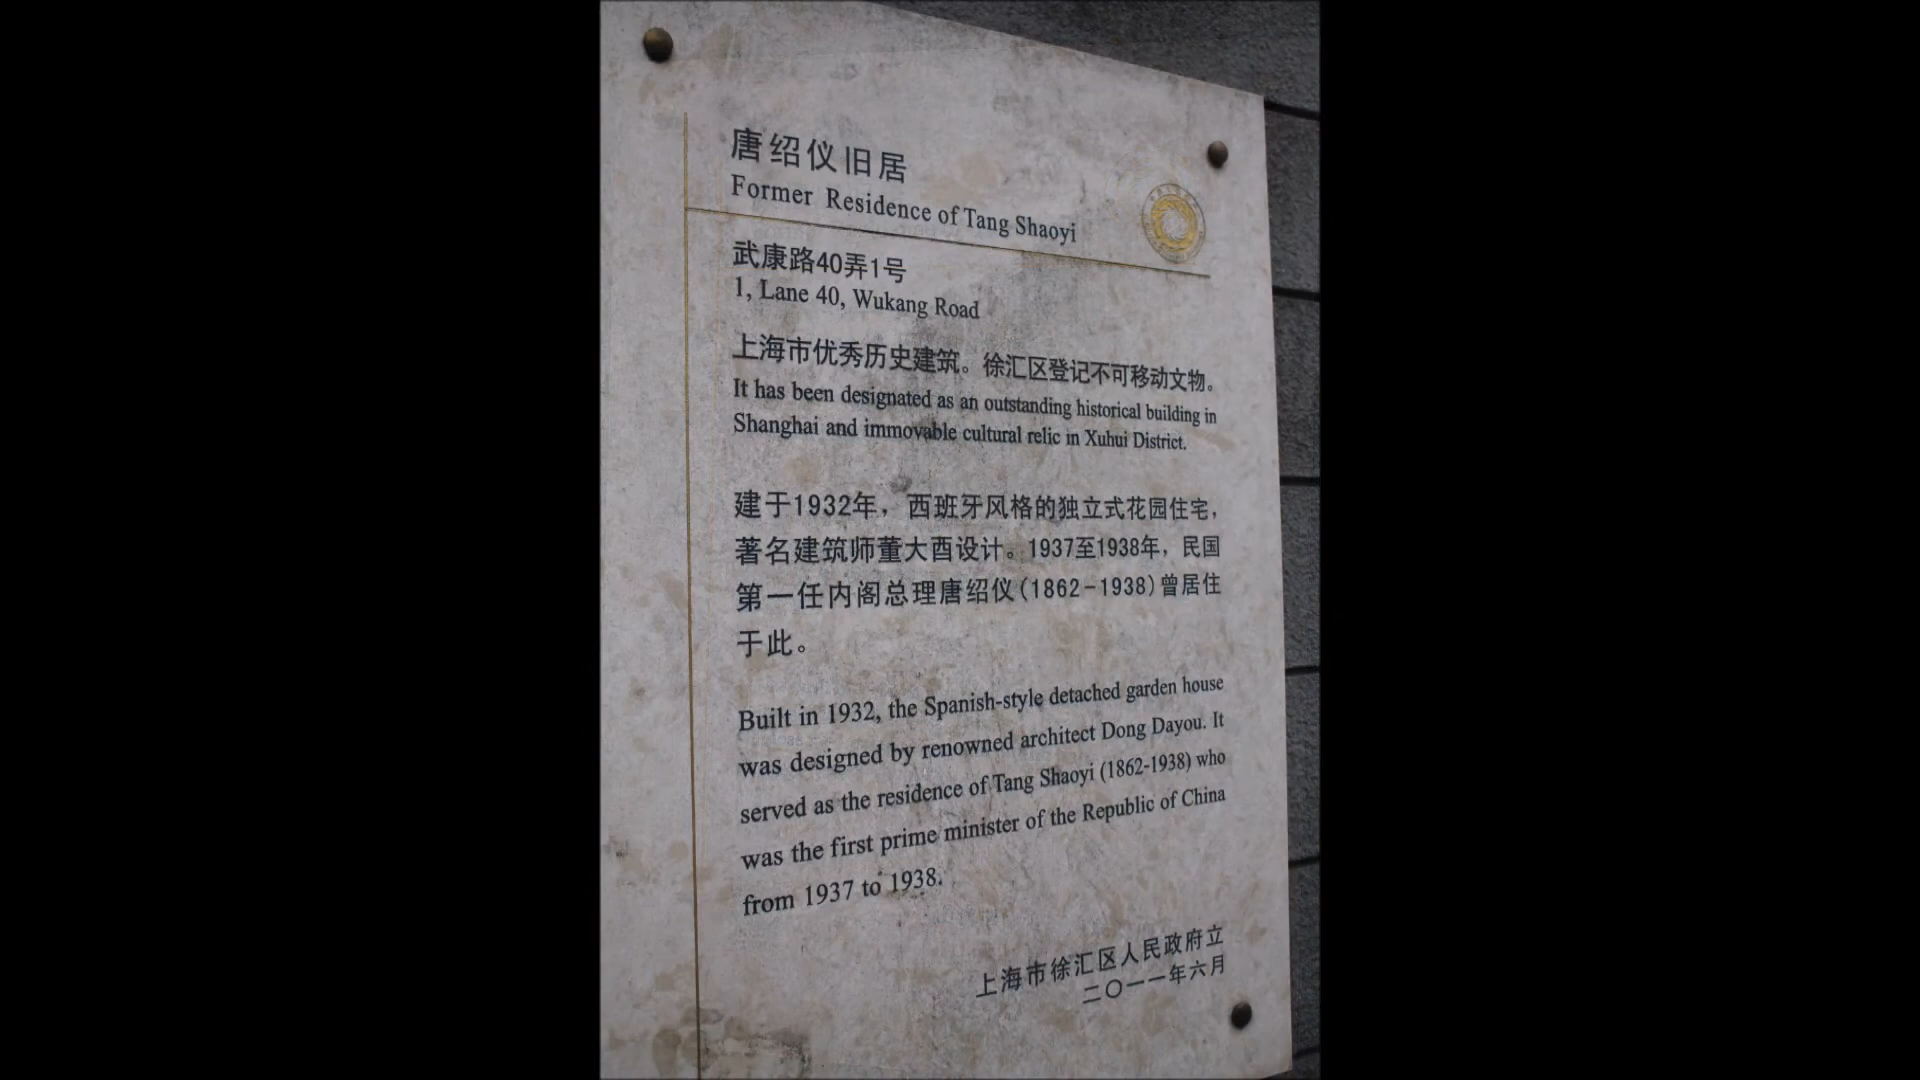 唐绍仪旧居
Former Residence of Tang Shaoyi
武康路40弄1号
1, Lane 40, Wukang Road
上海市优秀历史建筑。徐汇区登记不可移动文物。
It has been designated as an outstanding historical building in
Shanghai and immovable cultural relic in Xuhui District.
建于1932年，西班牙风格的独立式花园住宅，
著名建筑师董大酉设计。1937至1938年，民国
第一任内阁总理唐绍仪(1862-1938)曾居住
于此。
Built in 1932, the Spanish-style detached garden house
was designed by renowned architect Dong Dayou. It
served as the residence of Tang Shaoyi (1862-1938) who
was the first prime minister of the Republic of China
from 1937 to 1938.
上海市徐汇区人民政府立
二〇一一年六月